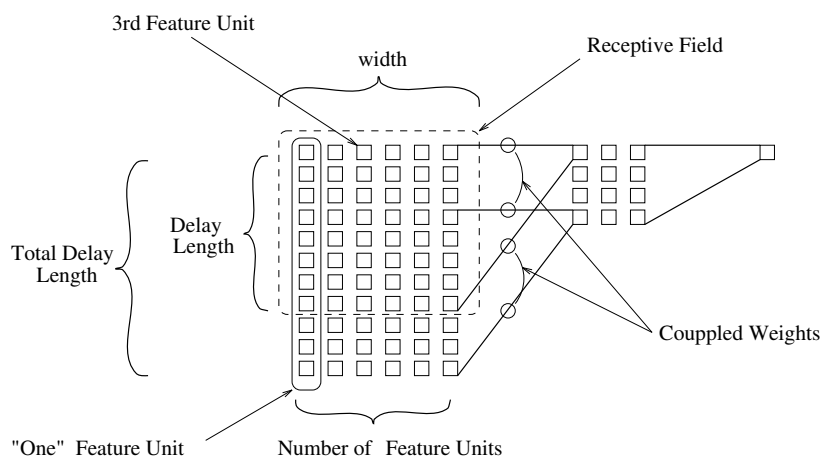 3rd Feature Unit
Receptive Field
width
Delay
Length
Total Delay
Length
Couppled Weights
"One" Feature Unit
Number of Feature Units